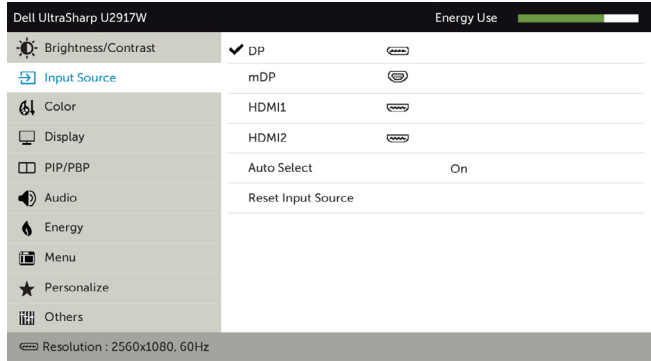 Dell UltraSharp U2917W Energy Use
Brightness/Contrast
Input Source
Color
Display
PIP/PBP
Audio
Energy
Menu
Personalize
Others
DP
mDP
HDMI1
HDMI2
Auto Select On
Reset Input Source
Resolution : 2560x1080, 60Hz